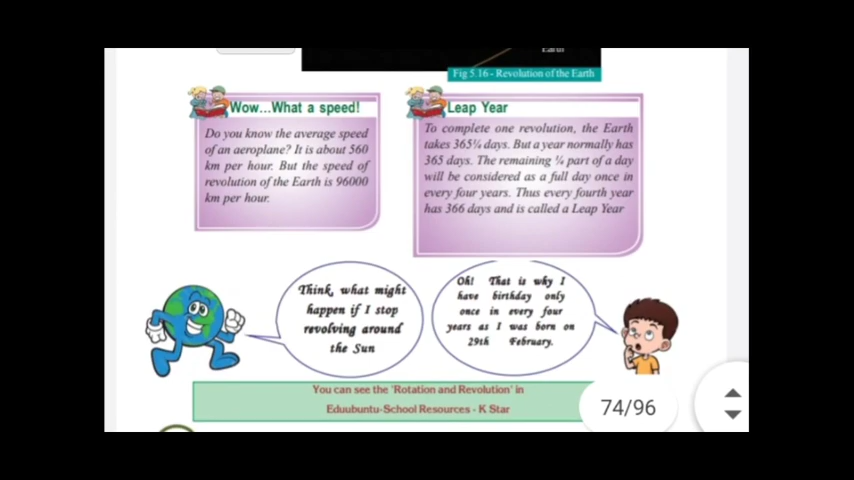 Earth
Fig 5.16 - Revolution of the Earth
Wow...What a speed!
Do you know the average speed
of an aeroplane? It is about 560
km per hour. But the speed of
revolution of the Earth is 96000
km per hour.
Leap Year
To complete one revolution, the Earth
takes 365¼ days. But a year normally has
365 days. The remaining ¼ part of a day
will be considered as a full day once in
every four years. Thus every fourth year
has 366 days and is called a Leap Year
Think, what might
happen if I stop
revolving around
the Sun
Oh! That is why I
have birthday only
once in every four
years as I was born on
29th February.
You can see the 'Rotation and Revolution' in
Eduubuntu-School Resources - K Star
74/96